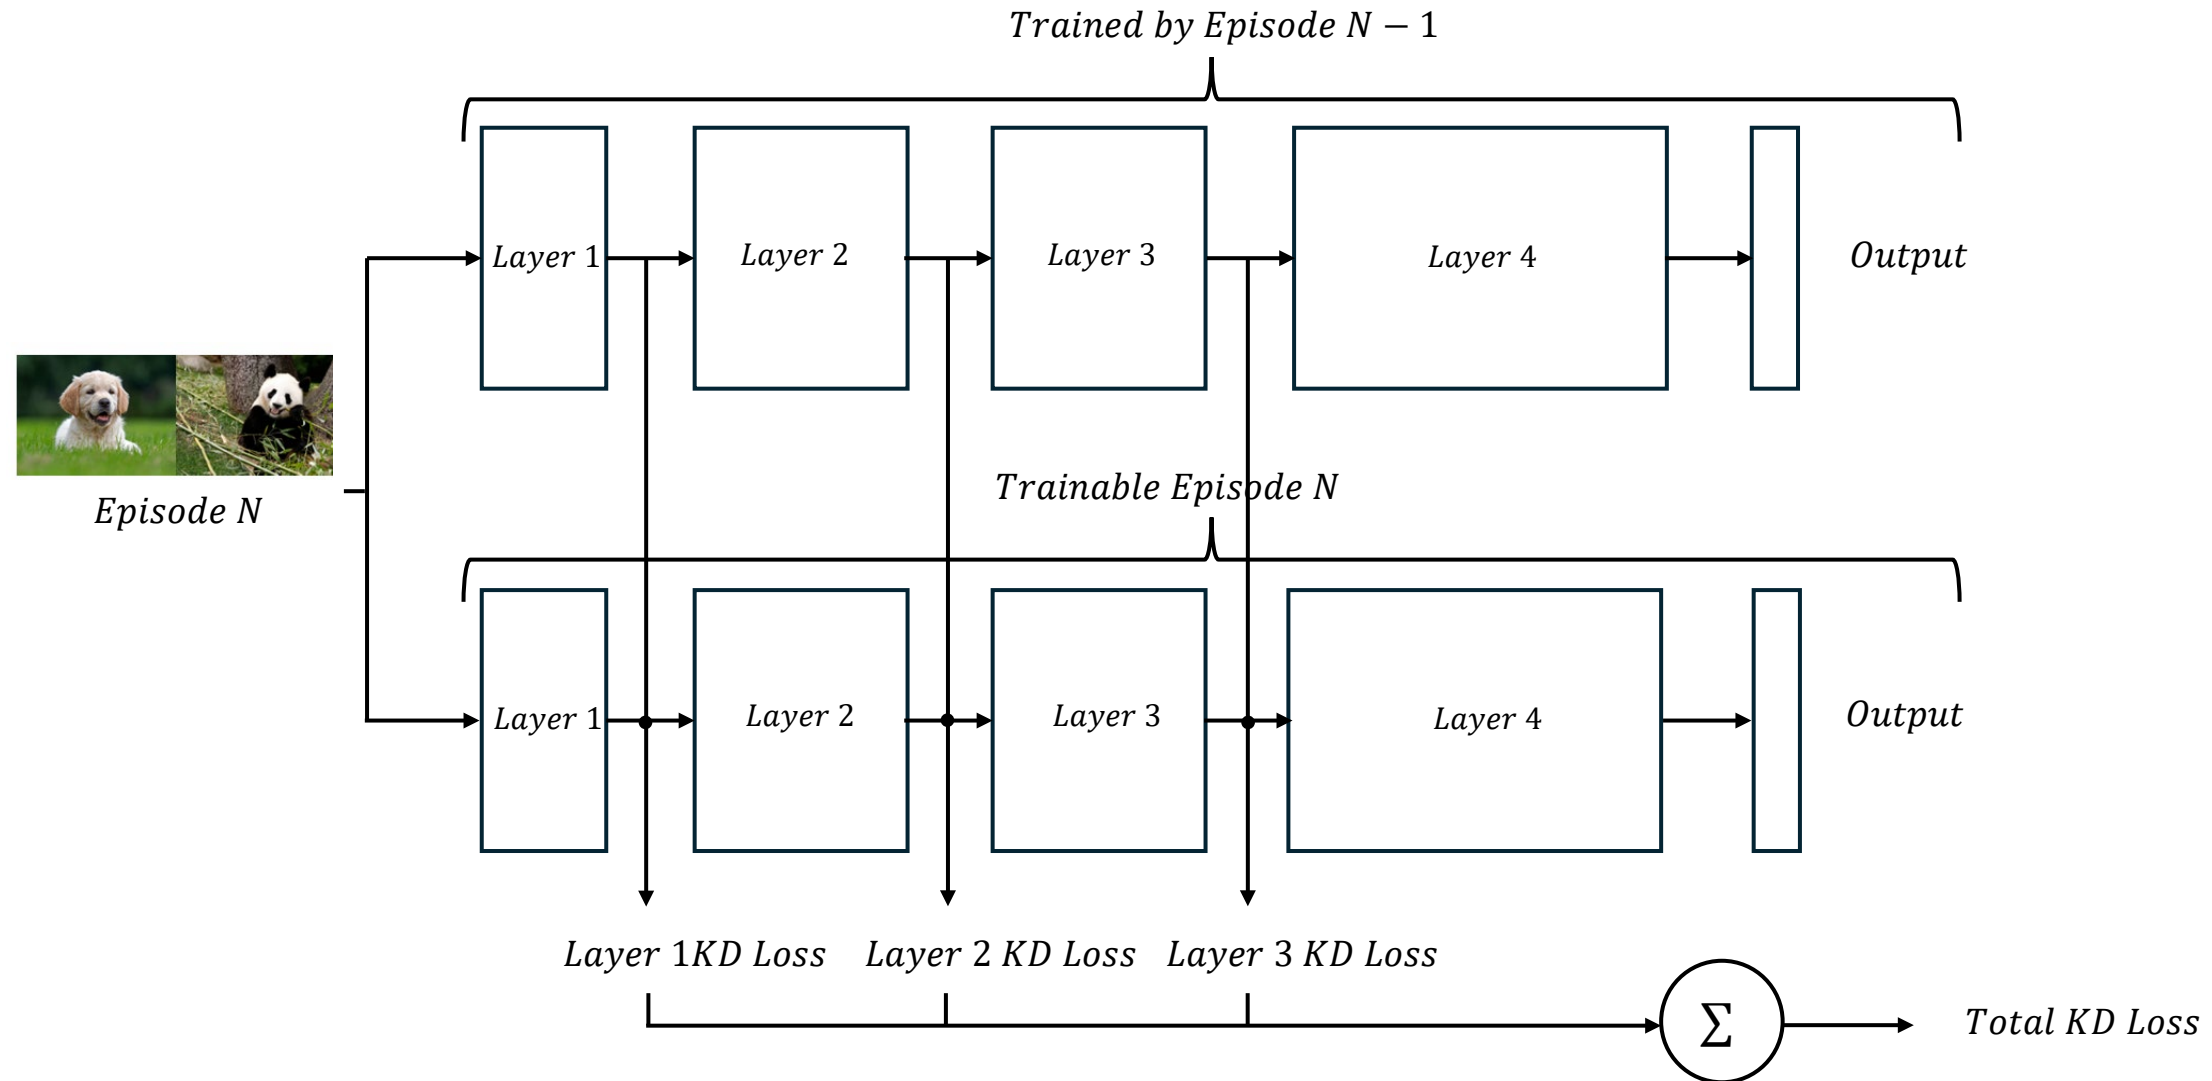 Trained by Episode N − 1
Layer 1
Layer 2
Layer 3
Layer 4
Output
Episode N
Trainable Episode N
Layer 1
Layer 2
Layer 3
Layer 4
Output
Layer 1KD Loss
Layer 2 KD Loss
Layer 3 KD Loss
Σ
Total KD Loss